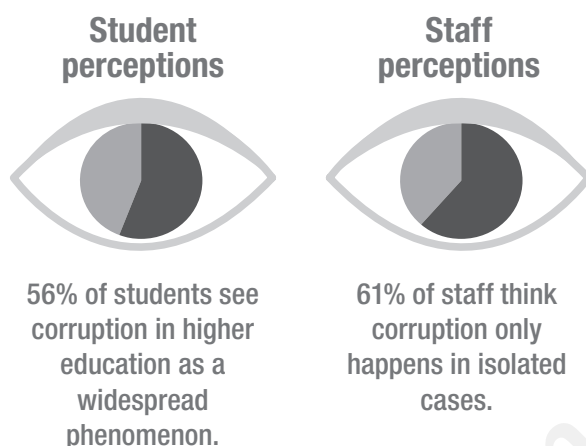 Student
perceptions
56% of students see
corruption in higher
education as a
widespread
phenomenon.
Staff
perceptions
61% of staff think
corruption only
happens in isolated
cases.